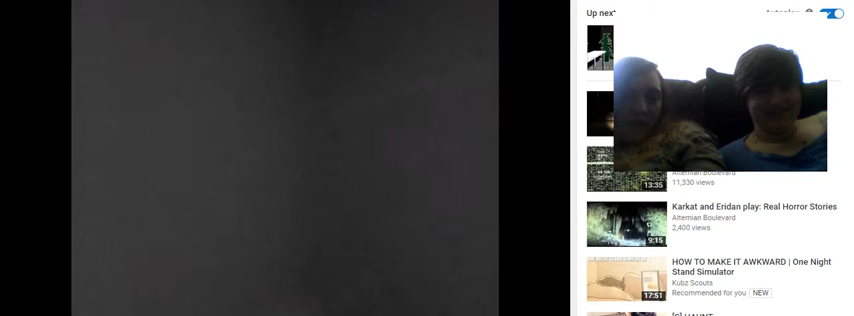 Up next
Autoplay
13:35
Alternian Boulevard
11,330 views
9:15
Karkat and Eridan play: Real Horror Stories
Alternian Boulevard
2,400 views
17:51
HOW TO MAKE IT AWKWARD | One Night
Stand Simulator
Kubz Scouts
Recommended for you NEW
[S] HAUNT